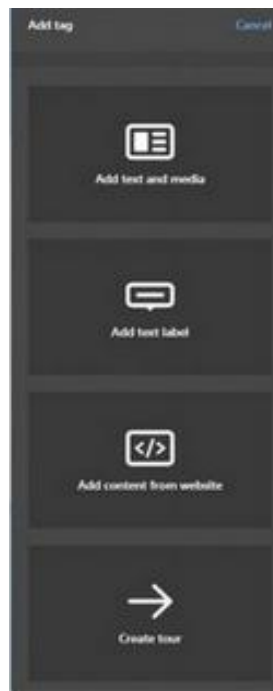 Add tag
Cancel
Add text and media
Add text label
</>
Add content from website
Create tour